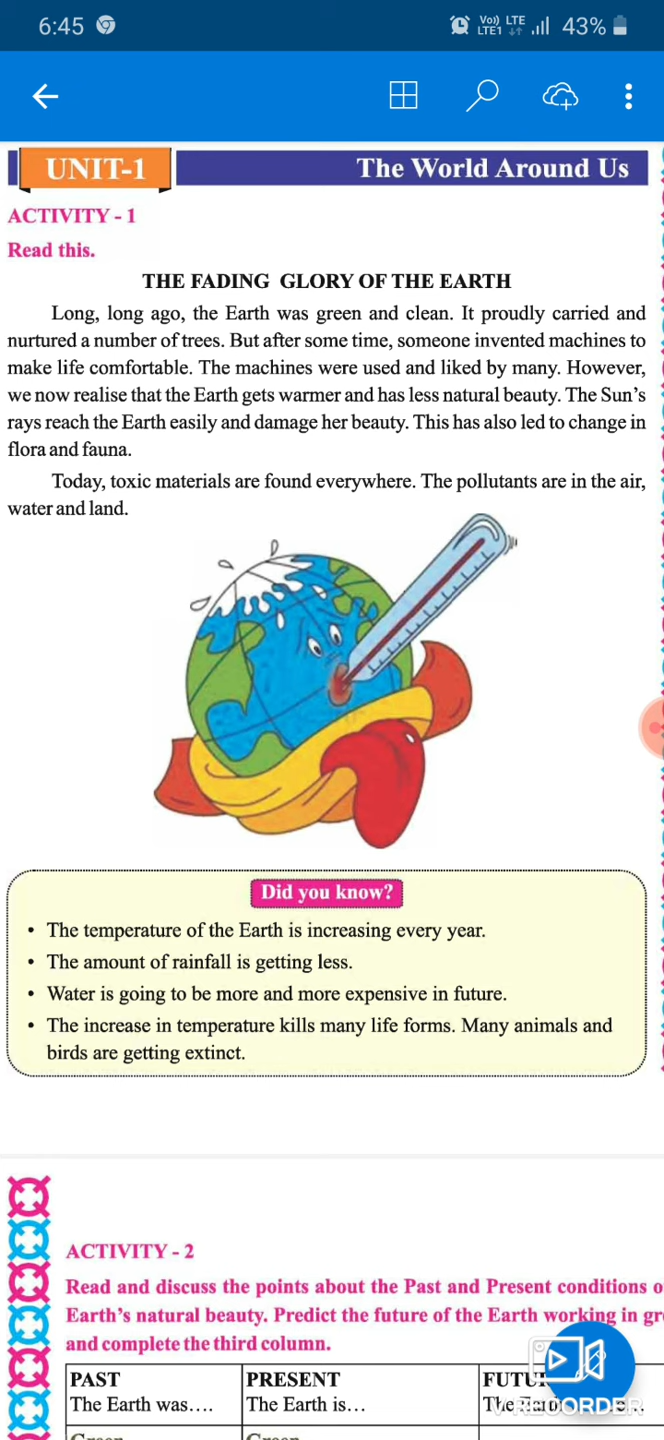 6:45
Vo)) LTE
LTE1
43%
UNIT-1
The World Around Us
ACTIVITY - 1
Read this.
THE FADING GLORY OF THE EARTH
Long, long ago, the Earth was green and clean. It proudly carried and
nurtured a number of trees. But after some time, someone invented machines to
make life comfortable. The machines were used and liked by many. However,
we now realise that the Earth gets warmer and has less natural beauty. The Sun's
rays reach the Earth easily and damage her beauty. This has also led to change in
flora and fauna.
Today, toxic materials are found everywhere. The pollutants are in the air,
water and land.
Did you know?
• The temperature of the Earth is increasing every year.
• The amount of rainfall is getting less.
• Water is going to be more and more expensive in future.
• The increase in temperature kills many life forms. Many animals and
birds are getting extinct.
ACTIVITY - 2
Read and discuss the points about the Past and Present conditions o
Earth's natural beauty. Predict the future of the Earth working in gr
and complete the third column.
PAST
PRESENT
The Earth was....
The Earth is...
The
V RECORDER
Green
Green